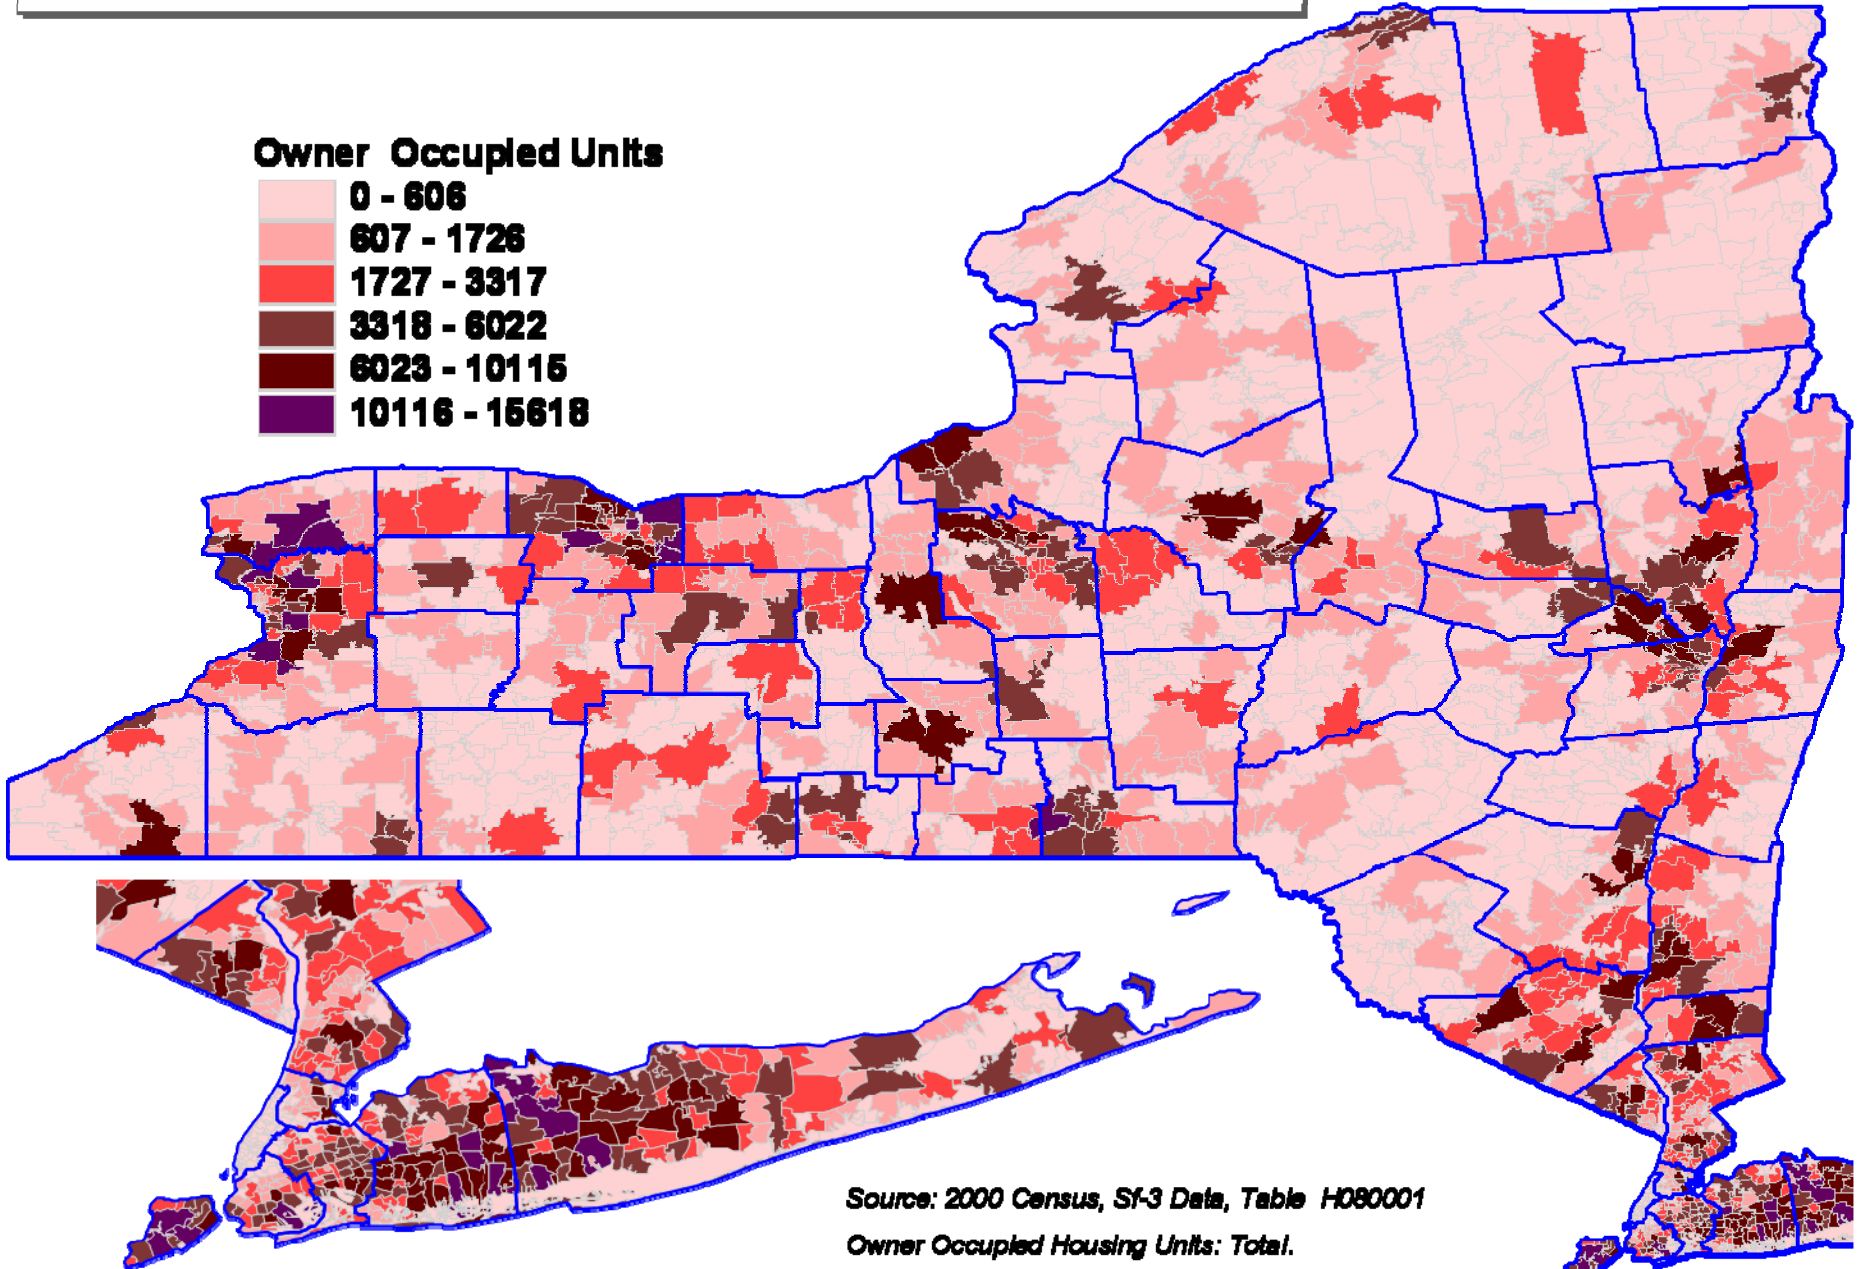 Owner Occupied Units
0 - 606
607 - 1726
1727 - 3317
3318 - 6022
6023 - 10115
10116 - 15618
Source: 2000 Census, Sf-3 Data, Table H080001
Owner Occupied Housing Units: Total.